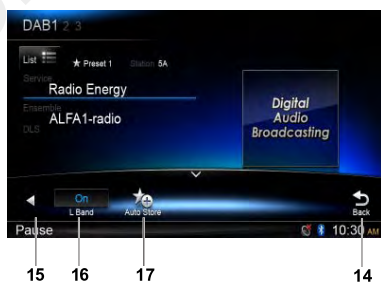 DAB1 2 3
List ★ Preset 1 Station 5A
Service
Radio Energy
Ensemble
ALFA1-radio
DLS
Digital
Audio
Broadcasting
On
L Band
Auto Store
Back
Pause
10:30 AM
15 16 17 14